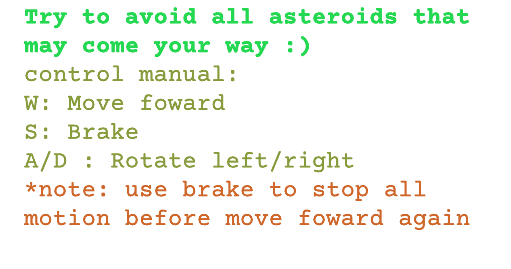 Try to avoid all asteroids that
may come your way :)
control manual:
W: Move foward
S: Brake
A/D : Rotate left/right
*note: use brake to stop all
motion before move foward again